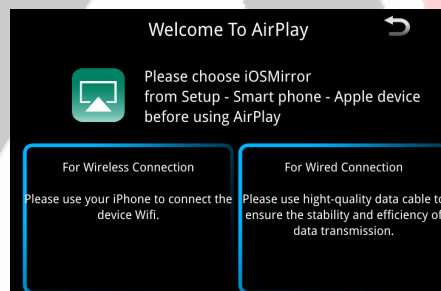 Welcome To AirPlay
Please choose iOSMirror
from Setup - Smart phone - Apple device
before using AirPlay
For Wireless Connection
Please use your iPhone to connect the
device Wifi.
For Wired Connection
Please use hight-quality data cable to
ensure the stability and efficiency of
data transmission.